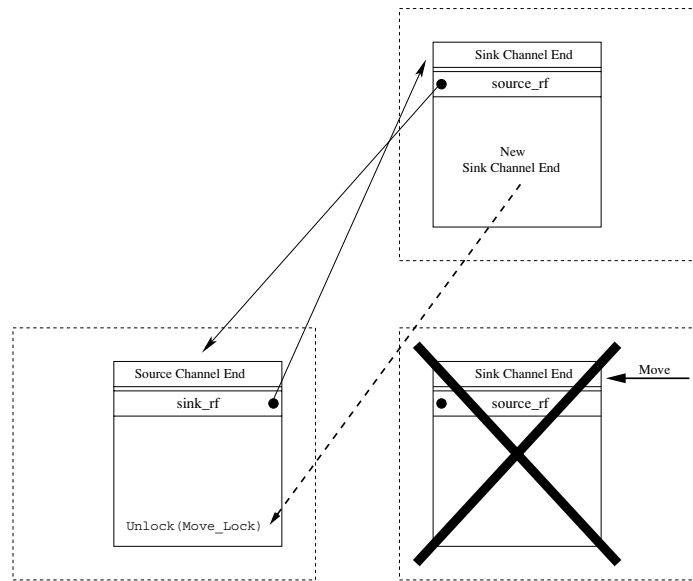 Sink Channel End
source_rf
New
Sink Channel End
Source Channel End
sink_rf
Unlock(Move_Lock)
Sink Channel End
source_rf
Move